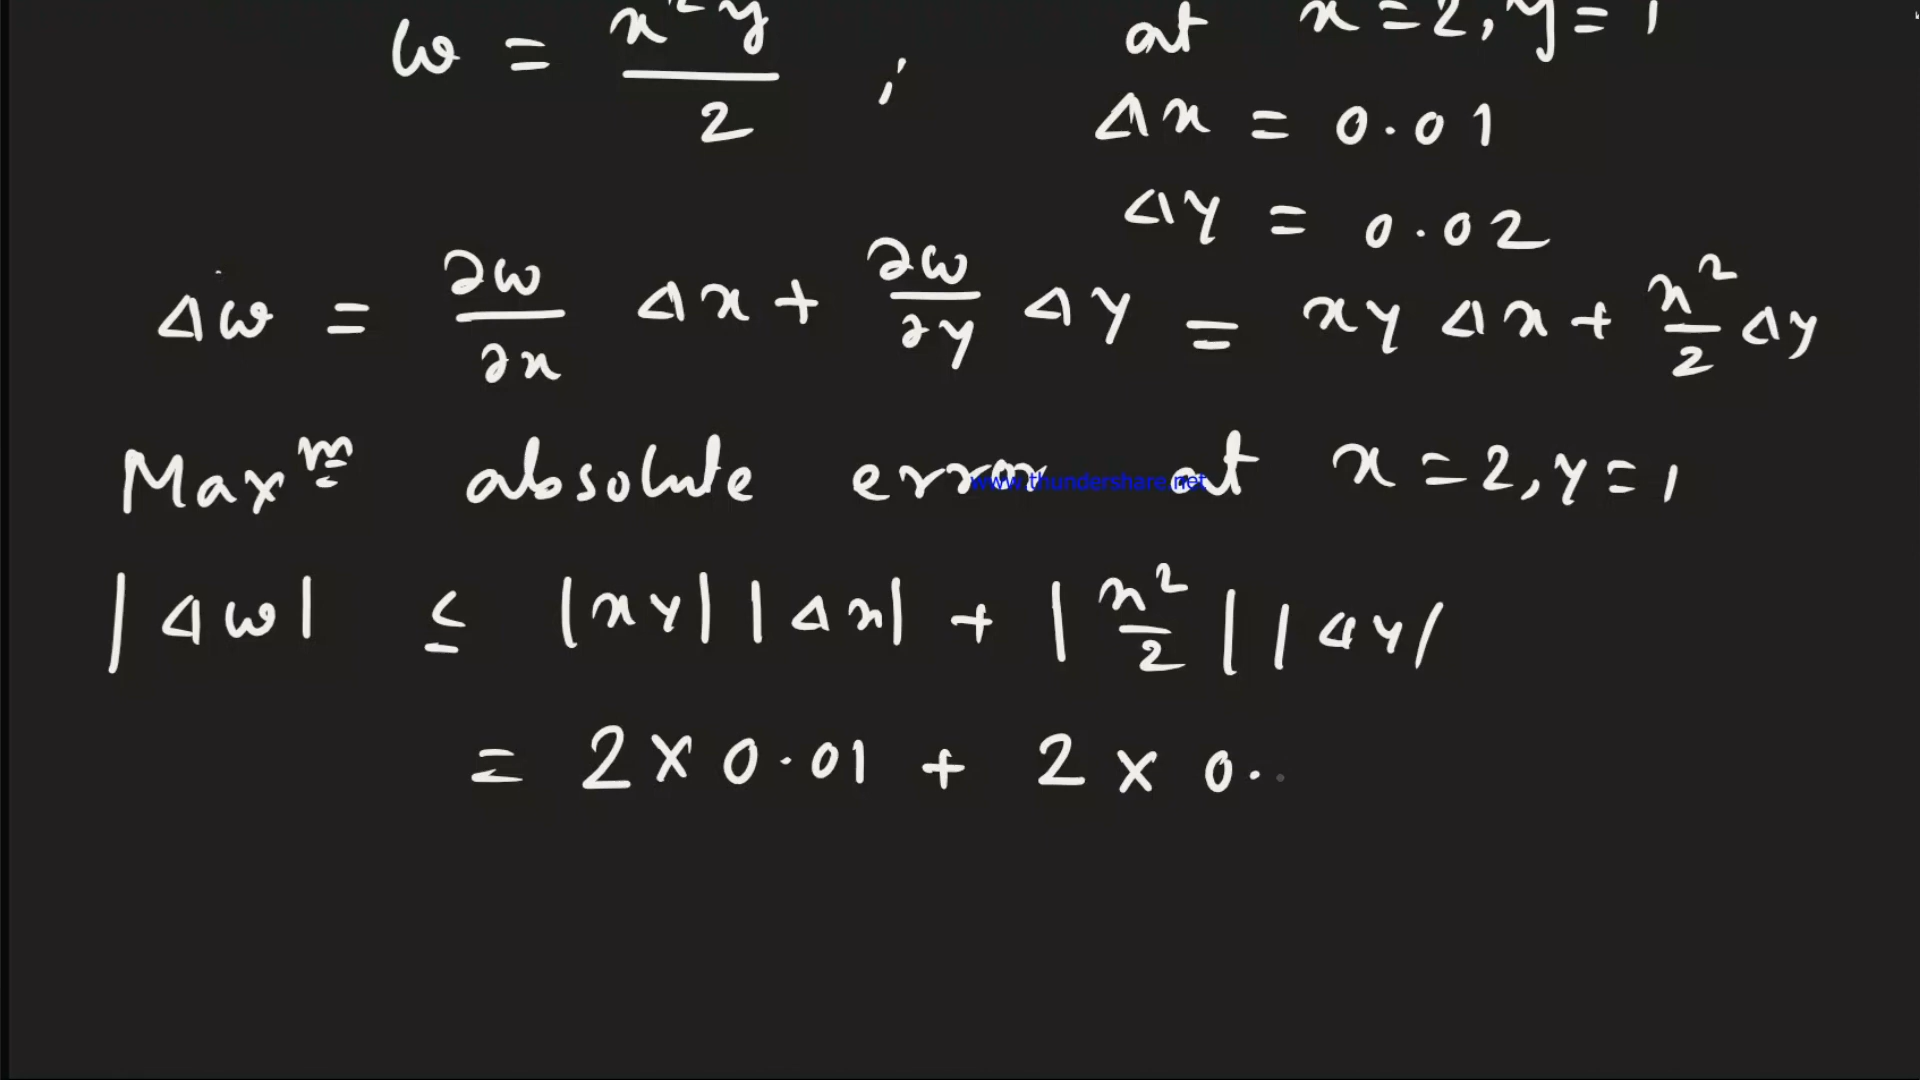 w = x²y/2 ; at x = 2, y = 1
Δx = 0.01
Δy = 0.02
Δw = ∂w/∂x Δx + ∂w/∂y Δy = xy Δx + x²/2 Δy
Maxᵐ absolute error at x = 2, y = 1
www.thundershare.net
|Δw| ≤ |xy| |Δx| + |x²/2| |Δy|
= 2 × 0.01 + 2 × 0.